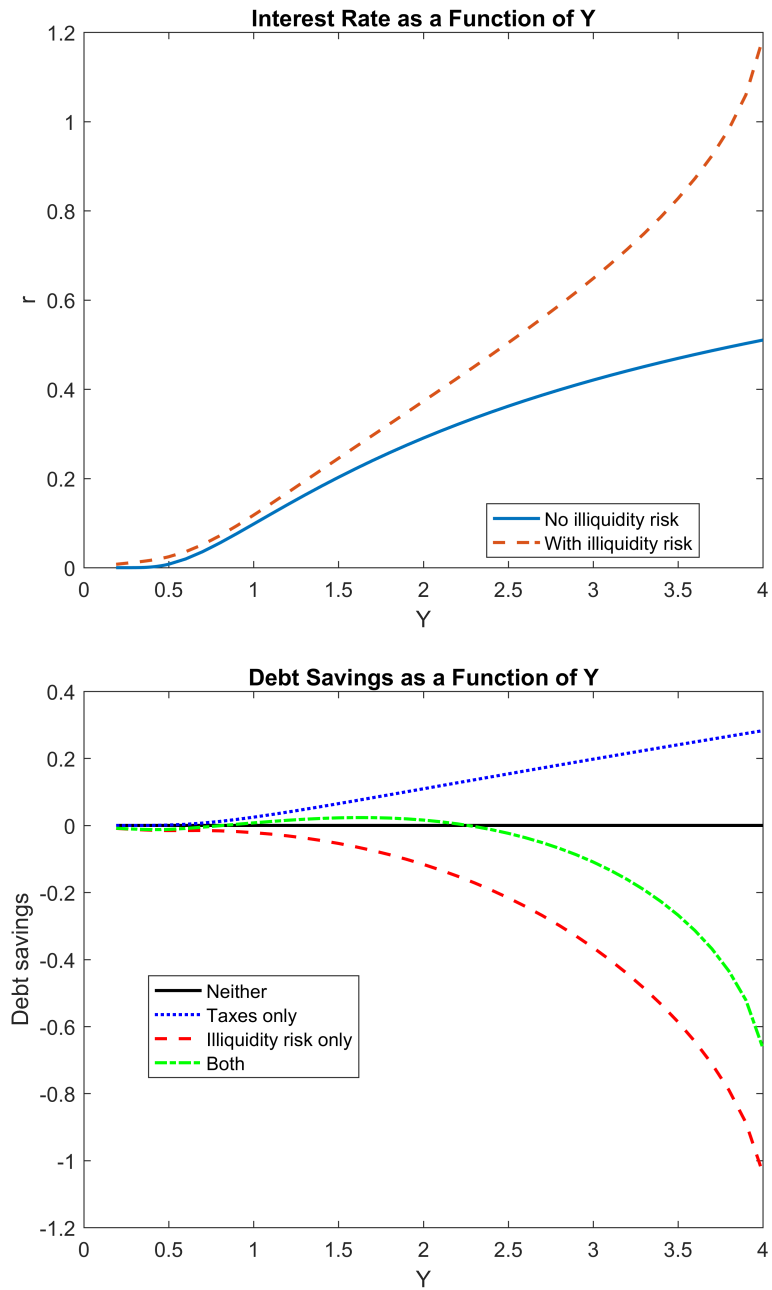 Interest Rate as a Function of Y
1.2
1
0.8
0.6
0.4
0.2
0
r
No illiquidity risk
With illiquidity risk
0 0.5 1 1.5 2 2.5 3 3.5 4
Y
Debt Savings as a Function of Y
0.4
0.2
0
-0.2
-0.4
-0.6
-0.8
-1
-1.2
Debt savings
Neither
Taxes only
Illiquidity risk only
Both
0 0.5 1 1.5 2 2.5 3 3.5 4
Y